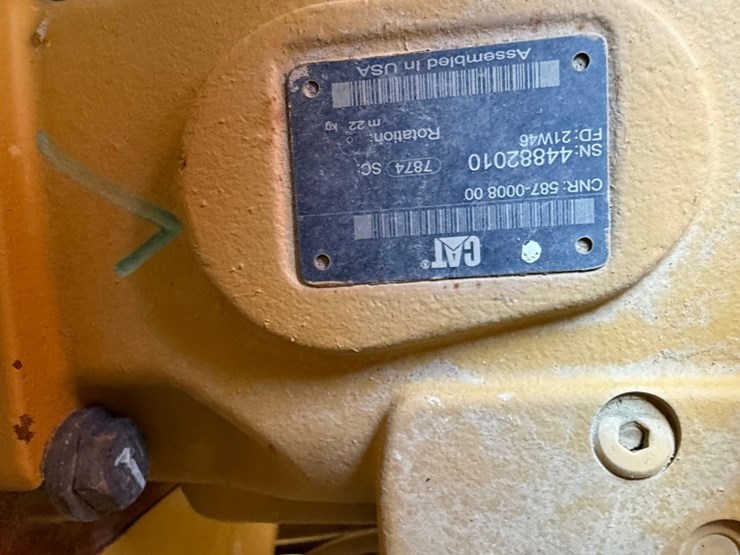 CAT®
CNR: 587-0008 00
SN: 44882010 7874 SC:
FD: 21W46 Rotation: m 22 kg
Assembled in USA